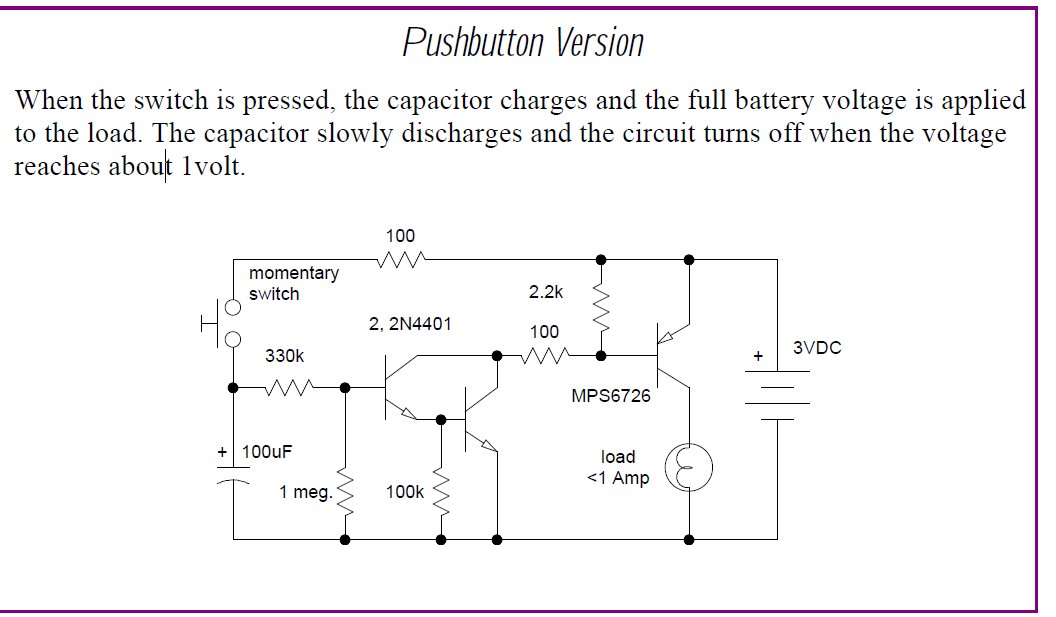 Pushbutton Version
When the switch is pressed, the capacitor charges and the full battery voltage is applied
to the load. The capacitor slowly discharges and the circuit turns off when the voltage
reaches about 1volt.
100
momentary
switch
2.2k
2, 2N4401
100
330k
+
3VDC
MPS6726
+
100uF
load
<1 Amp
1 meg.
100k